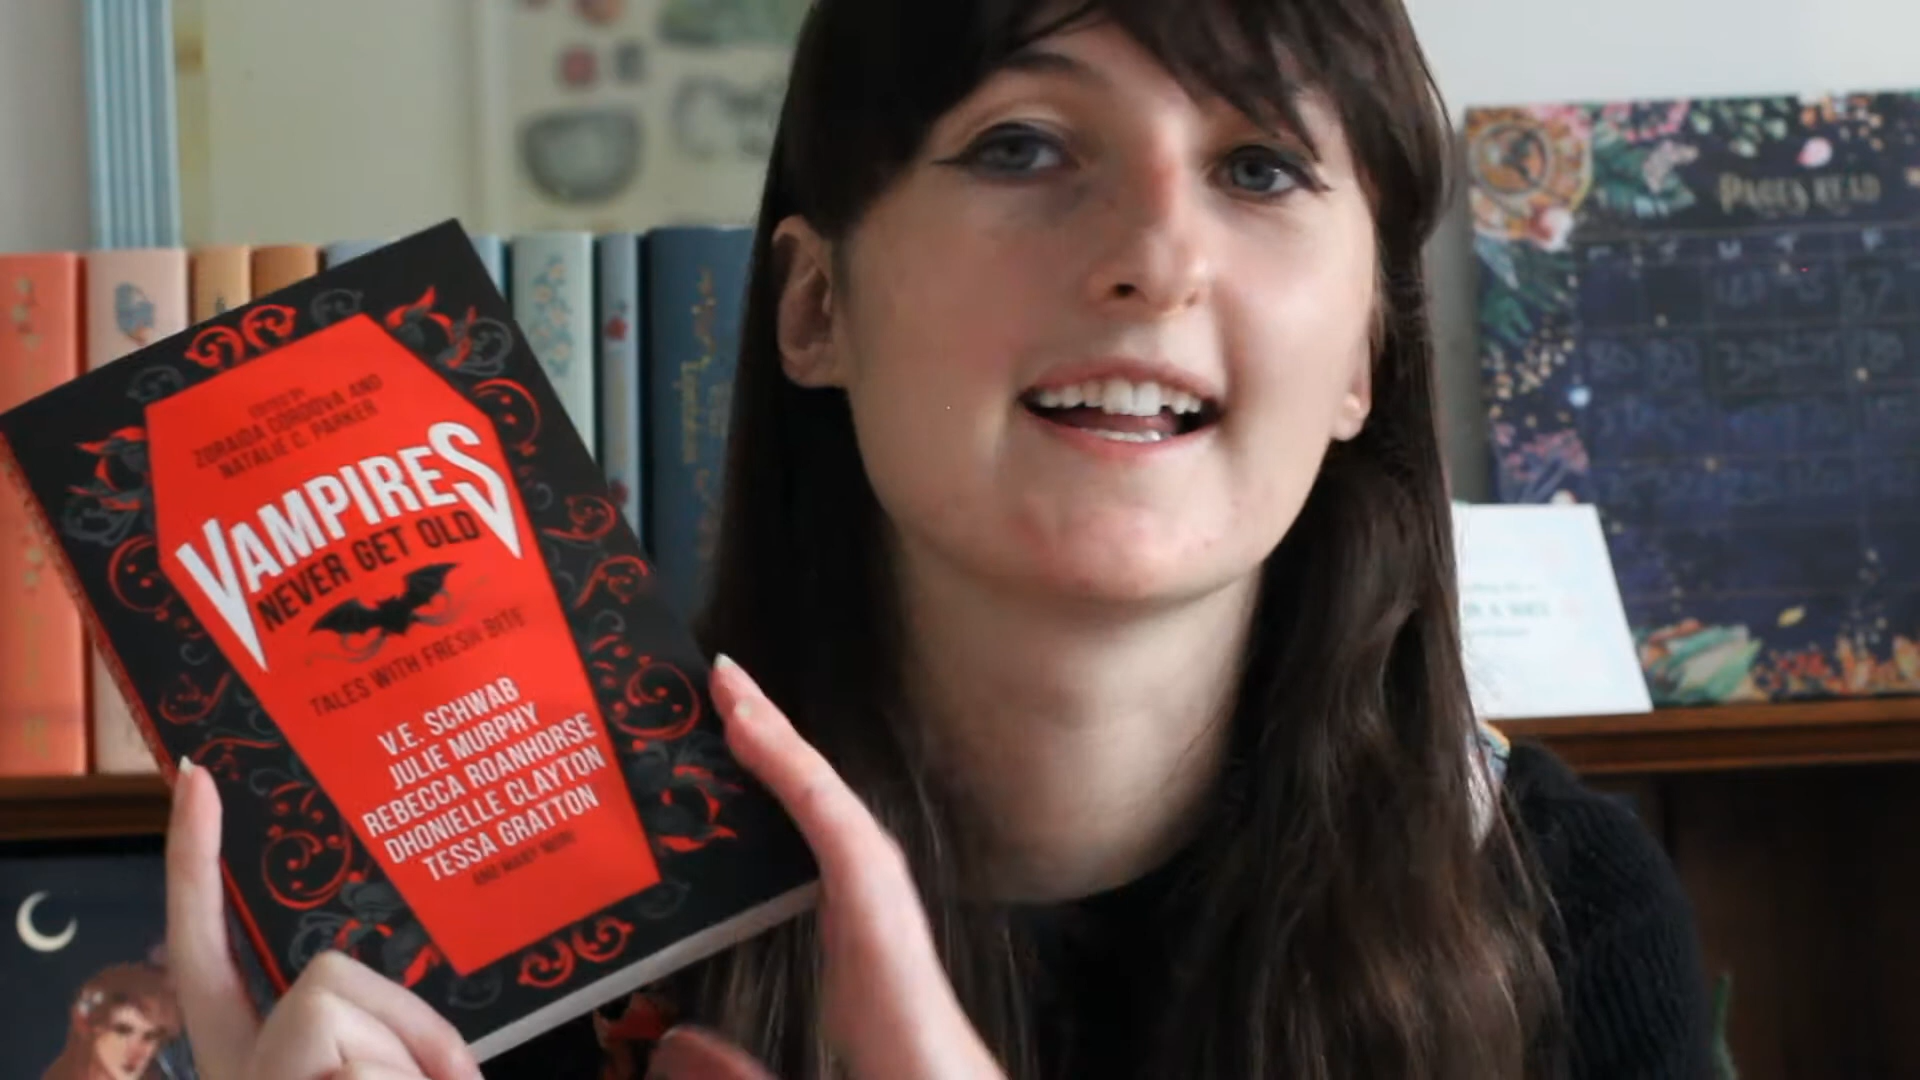 EDITED BY
ZORAIDA CÓRDOVA AND
NATALIE C. PARKER
VAMPIRES
NEVER GET OLD
TALES WITH FRESH BITE
V.E. SCHWAB
JULIE MURPHY
REBECCA ROANHORSE
DHONIELLE CLAYTON
TESSA GRATTON
AND MANY MORE
PAGES READ